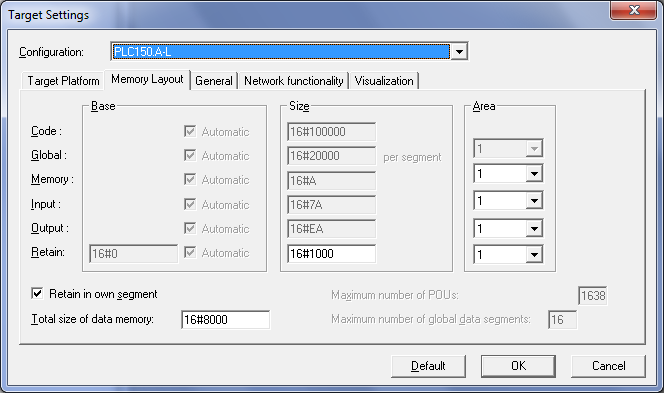 Target Settings
Configuration: PLC150.A-L
Target Platform Memory Layout General Network functionality Visualization
Base Size Area
Code : Automatic 16#100000
Global : Automatic 16#20000 per segment 1
Memory : Automatic 16#A 1
Input : Automatic 16#7A 1
Output : Automatic 16#EA 1
Retain: 16#0 Automatic 16#1000 1
Retain in own segment Maximum number of POUs: 1638
Total size of data memory: 16#8000 Maximum number of global data segments: 16
Default OK Cancel